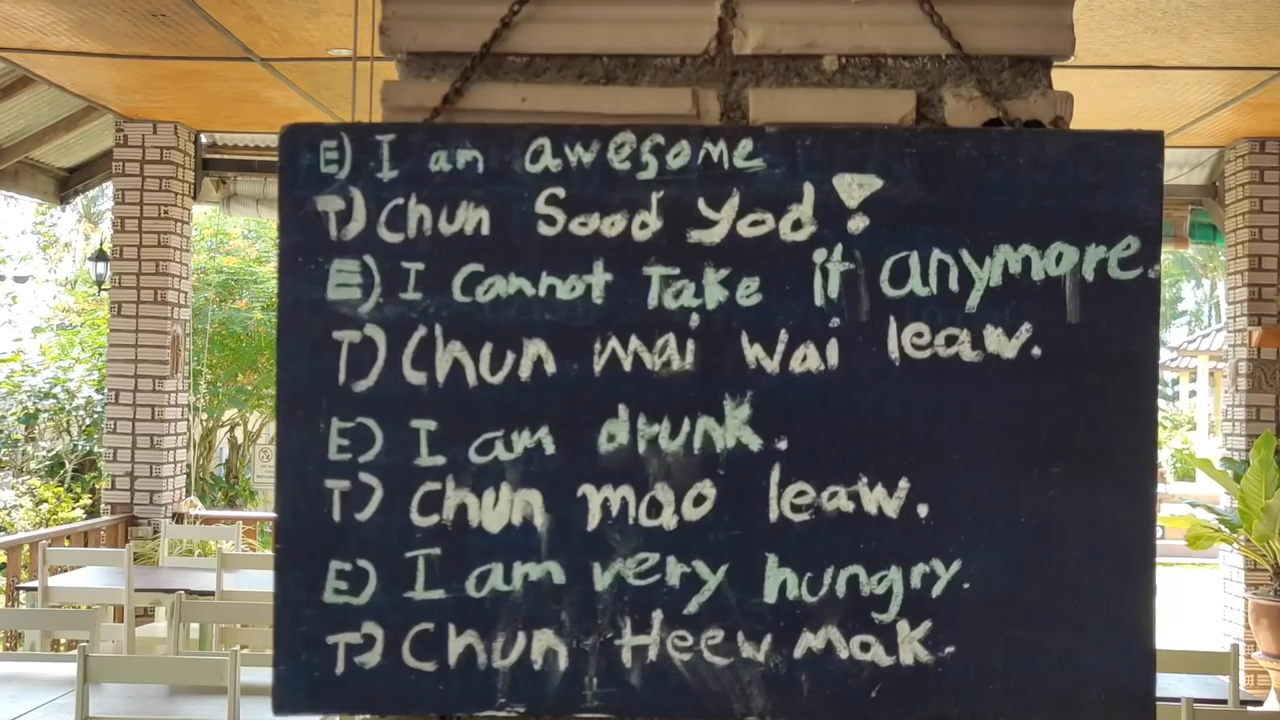 E) I am awesome
T) Chun Sood Yod!
E) I Cannot Take it anymore.
T) Chun mai Wai leaw.
E) I am drunk.
T) Chun mao leaw.
E) I am very hungry.
T) Chun Heew Mak.